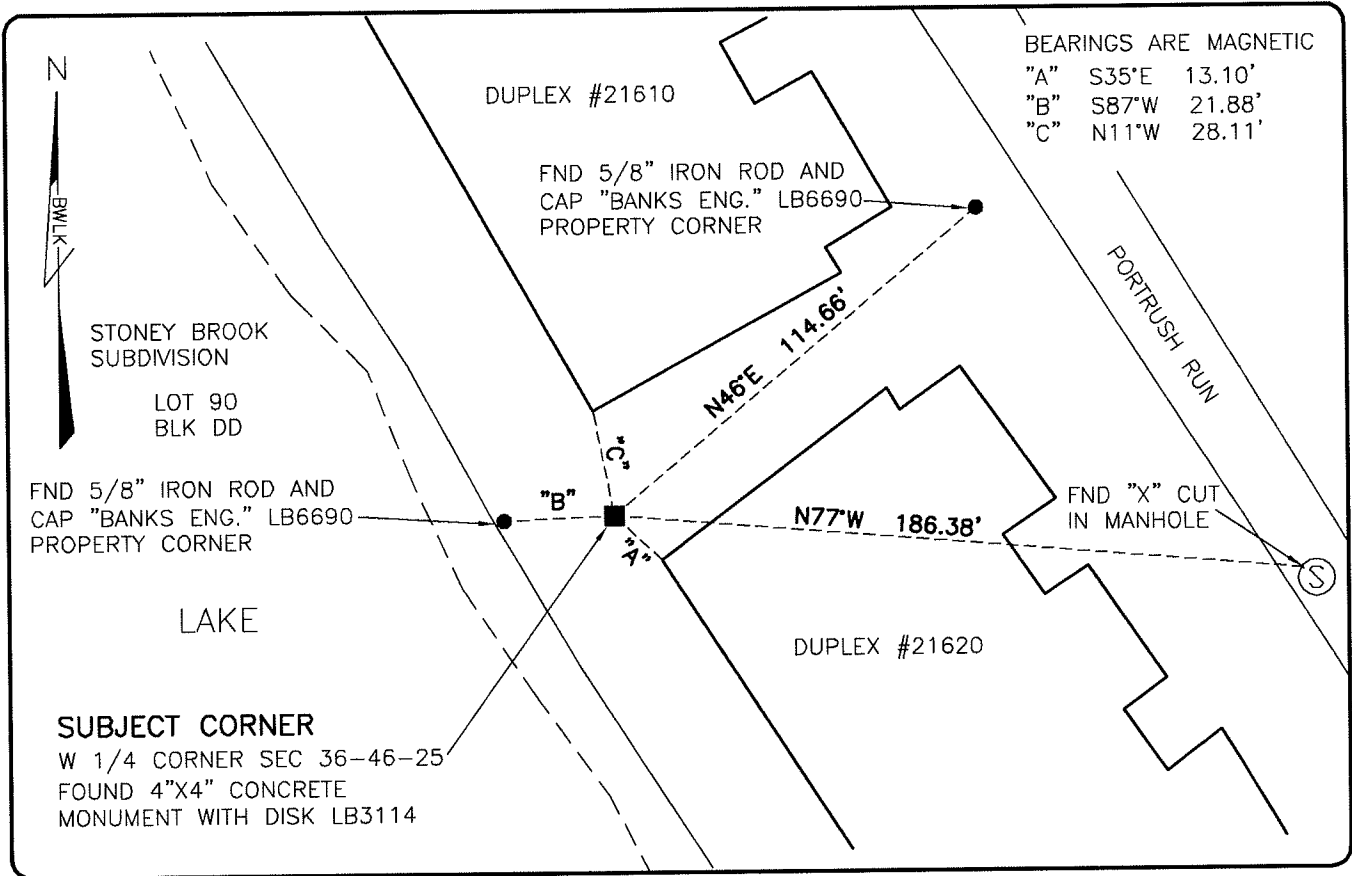 N
BWLK
STONEY BROOK
SUBDIVISION
LOT 90
BLK DD
FND 5/8" IRON ROD AND
CAP "BANKS ENG." LB6690
PROPERTY CORNER
LAKE
SUBJECT CORNER
W 1/4 CORNER SEC 36-46-25
FOUND 4"X4" CONCRETE
MONUMENT WITH DISK LB3114
DUPLEX #21610
FND 5/8" IRON ROD AND
CAP "BANKS ENG." LB6690
PROPERTY CORNER
BEARINGS ARE MAGNETIC
"A" S35°E 13.10'
"B" S87°W 21.88'
"C" N11°W 28.11'
PORTRUSH RUN
N46°E 114.66'
"C"
"B"
"A"
N77°W 186.38'
FND "X" CUT
IN MANHOLE
S
DUPLEX #21620